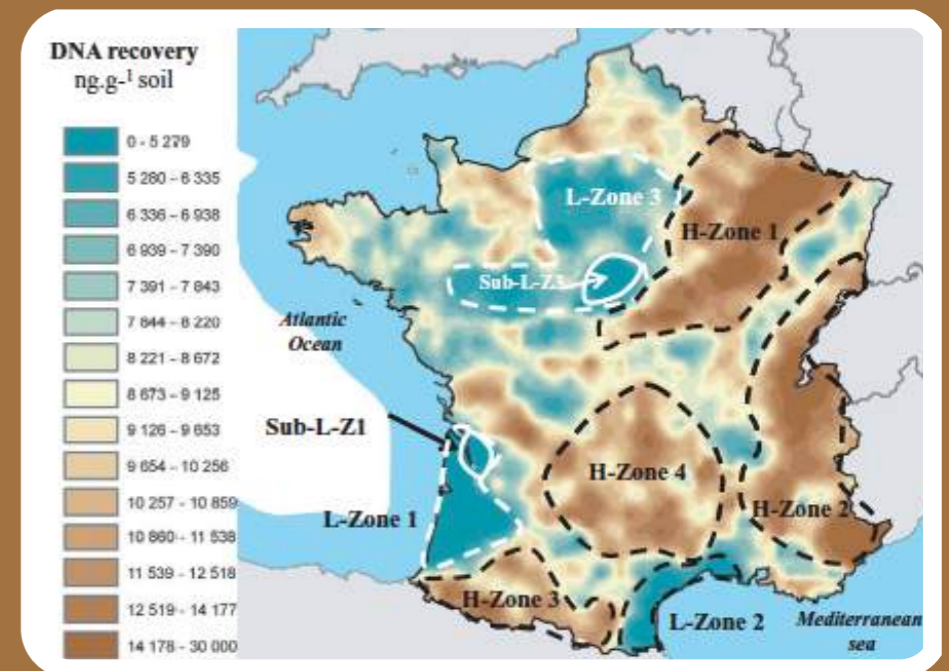 DNA recovery
ng.g-¹ soil
0 - 5 279
5 280 - 6 335
6 336 - 6 938
6 939 - 7 390
7 391 - 7 843
7 844 - 8 220
8 221 - 8 672
8 673 - 9 125
9 126 - 9 653
9 654 - 10 256
10 257 - 10 859
10 860 - 11 538
11 539 - 12 518
12 519 - 14 177
14 178 - 30 000
L-Zone 3
H-Zone 1
Sub-L-Z3
Atlantic
Ocean
Sub-L-Z1
H-Zone 4
L-Zone 1
H-Zone 2
H-Zone 3
L-Zone 2
Mediterranean
sea